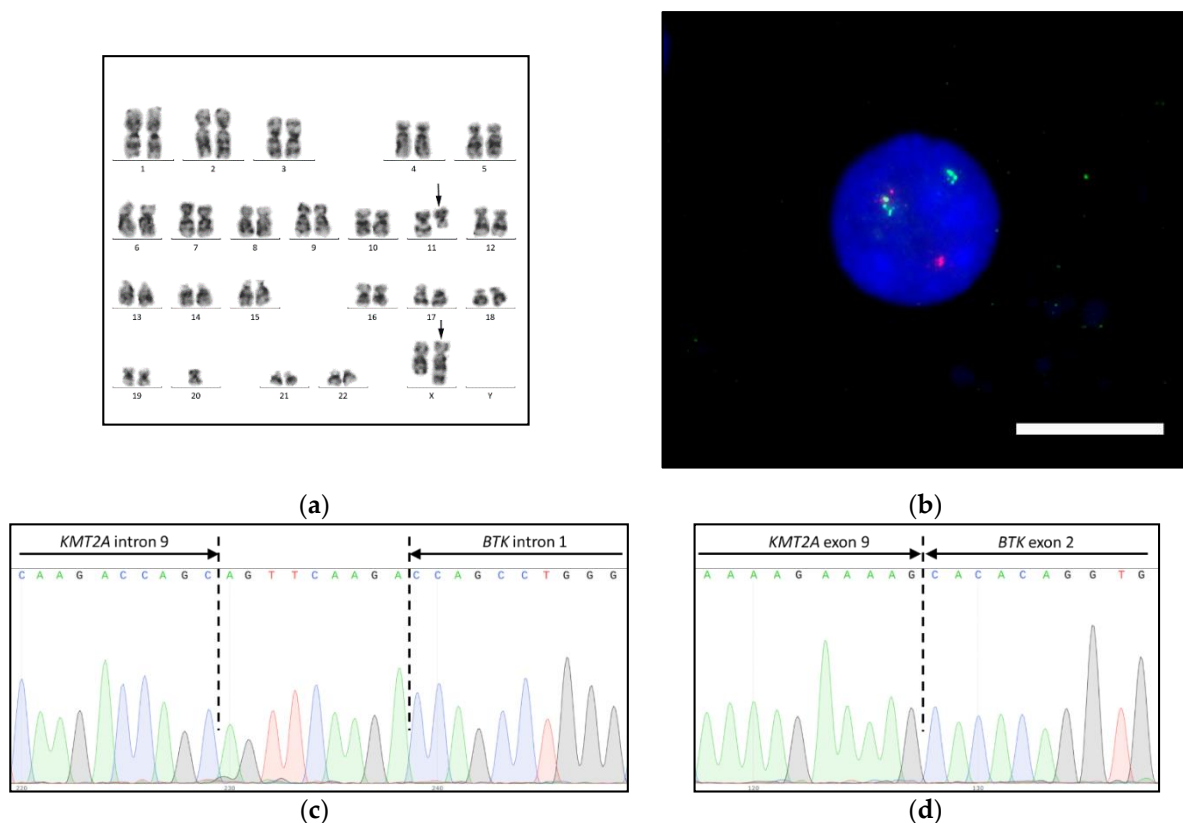 1 2 3 4 5
6 7 8 9 10 11 12
13 14 15 16 17 18
19 20 21 22 X Y
(a)
(b)
KMT2A intron 9
BTK intron 1
C A A G A C C A G C A G T T C A A G A C C A G C C T G G G
220 230 240
(c)
KMT2A exon 9
BTK exon 2
A A A A G A A A A G C A C A C A G G T G
120 130
(d)